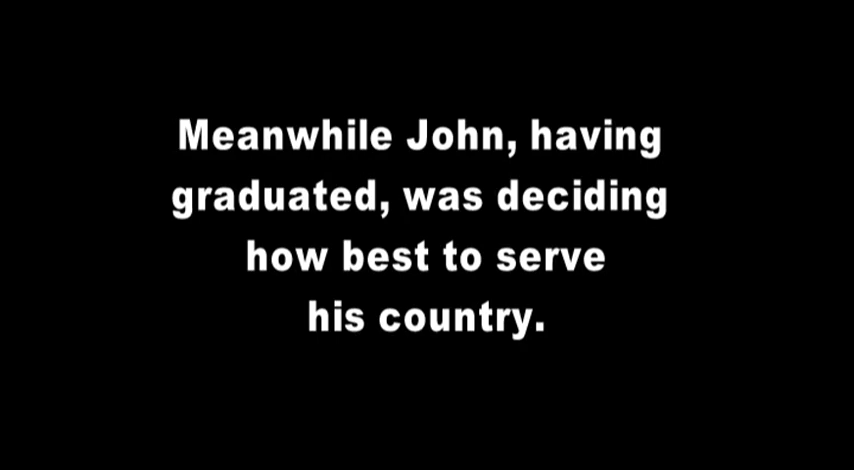 Meanwhile John, having
graduated, was deciding
how best to serve
his country.